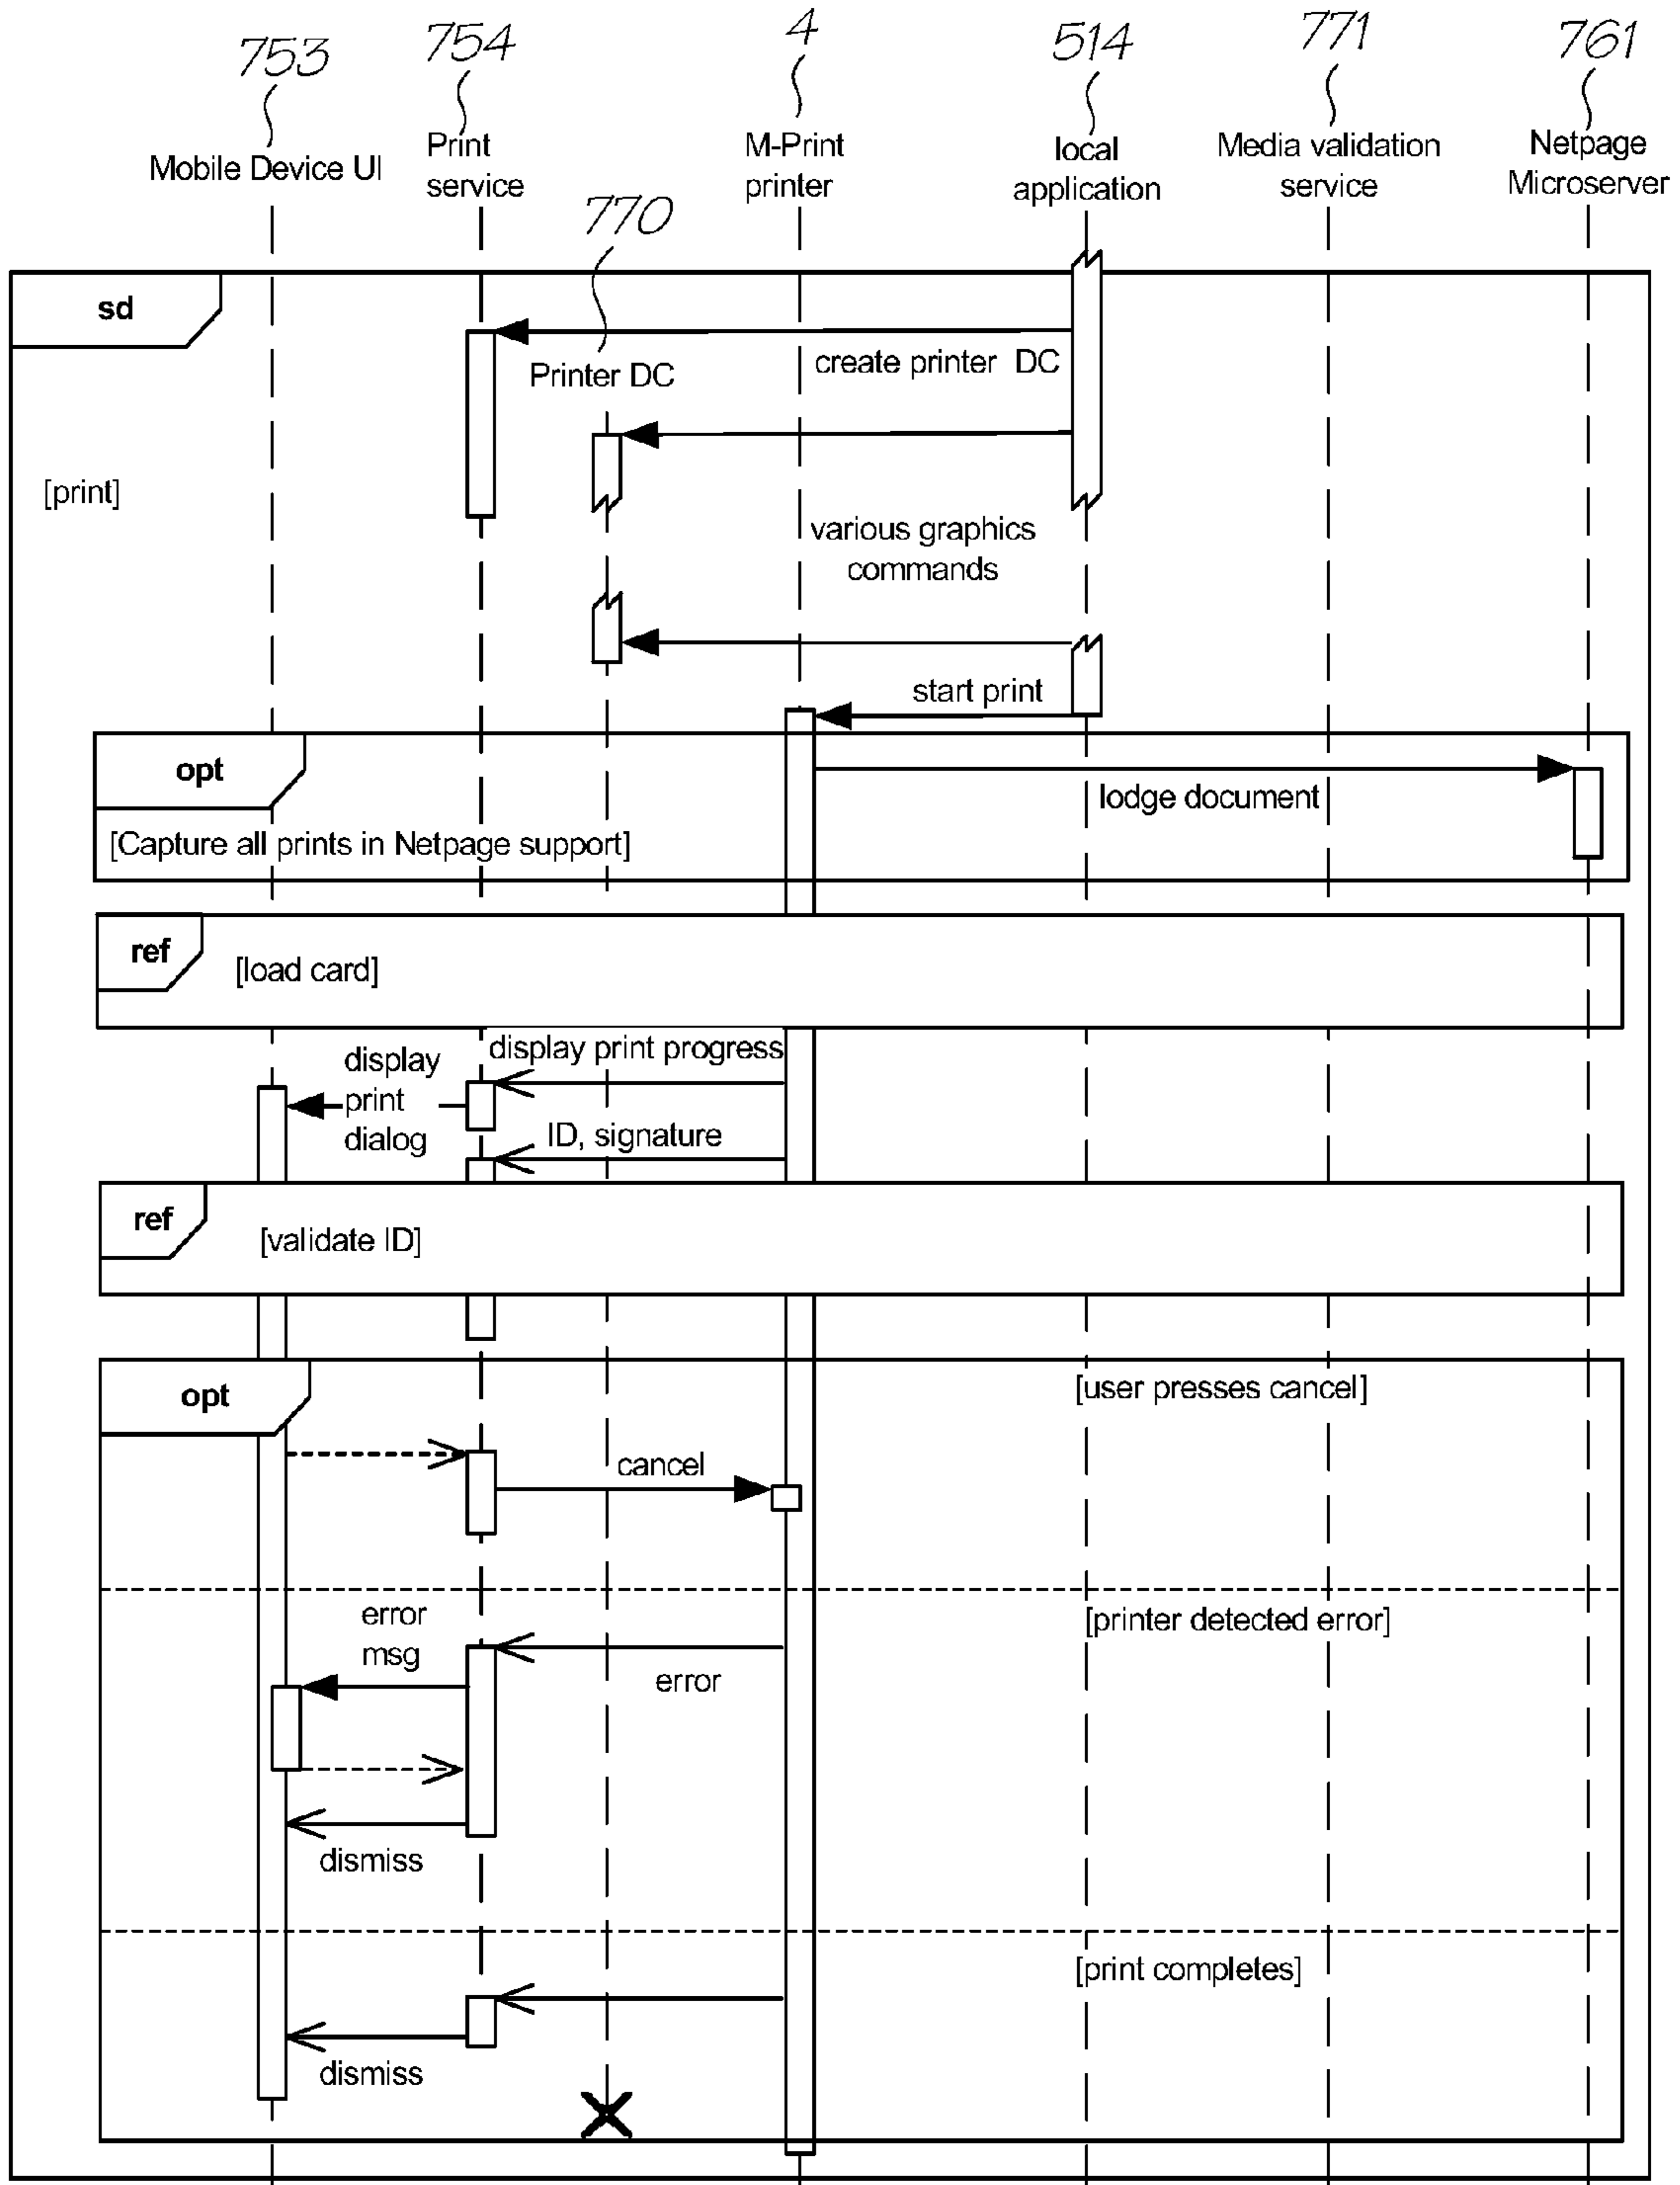 753
754
4
514
771
761
Mobile Device UI
Print
service
M-Print
printer
local
application
Media validation
service
Netpage
Microserver
770
sd
create printer DC
Printer DC
[print]
various graphics
commands
start print
opt
lodge document
[Capture all prints in Netpage support]
ref
[load card]
display print progress
display
print
dialog
ID, signature
ref
[validate ID]
opt
[user presses cancel]
cancel
error
msg
[printer detected error]
error
dismiss
[print completes]
dismiss